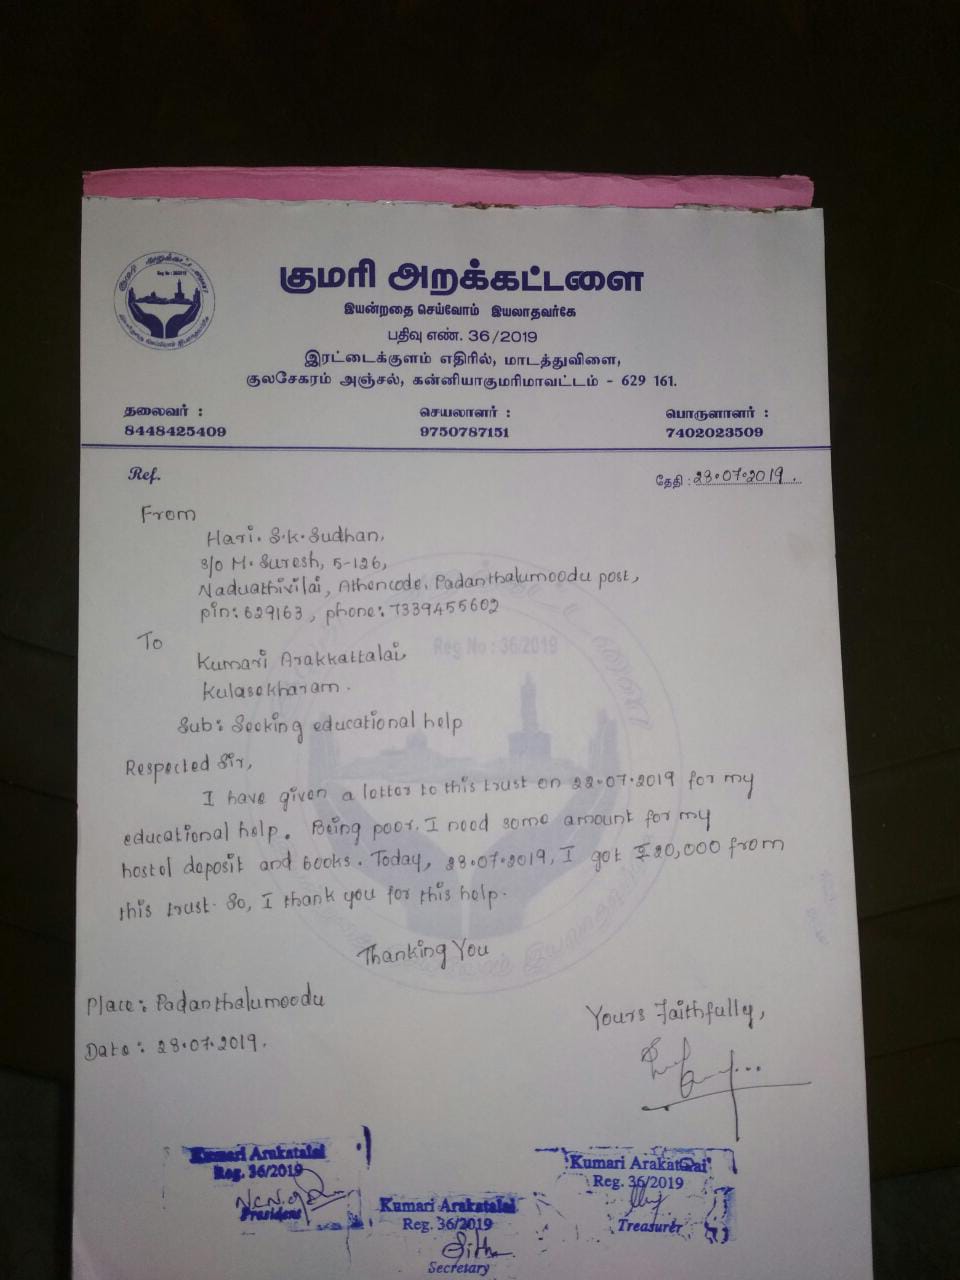 குமரி அறக்கட்டளை
இயன்றதை செய்வோம் இயலாதவர்கே
பதிவு எண். 36/2019
இரட்டைக்குளம் எதிரில், மாடத்துவிளை,
குலசேகரம் அஞ்சல், கன்னியாகுமரிமாவட்டம் - 629 161.
தலைவர் : செயலாளர் : பொருளாளர் :
8448425409 9750787151 7402023509
Ref. தேதி : 28.07.2019.
From
Hari. S.K. Sudhan,
S/o M. Suresh, 5-126,
Naduathivilai, Athencode, Padanthalumoodu post,
pin: 629163, phone: 7339455602
To
Kumari Arakkattalai,
Kulasekharam.
Sub: Seeking educational help
Respected Sir,
I have given a letter to this trust on 22.07.2019 for my
educational help. Being poor, I need some amount for my
hostel deposit and books. Today, 28.07.2019, I got ₹20,000 from
this trust. So, I thank you for this help.
Thanking You
Place: Padanthalumoodu
Date: 28.07.2019.
Yours Faithfully,
Reg No : 36/2019
Kumari Arakatalai
Reg. 36/2019
President
Kumari Arakatalai
Reg. 36/2019
Secretary
Kumari Arakatalai
Reg. 36/2019
Treasurer